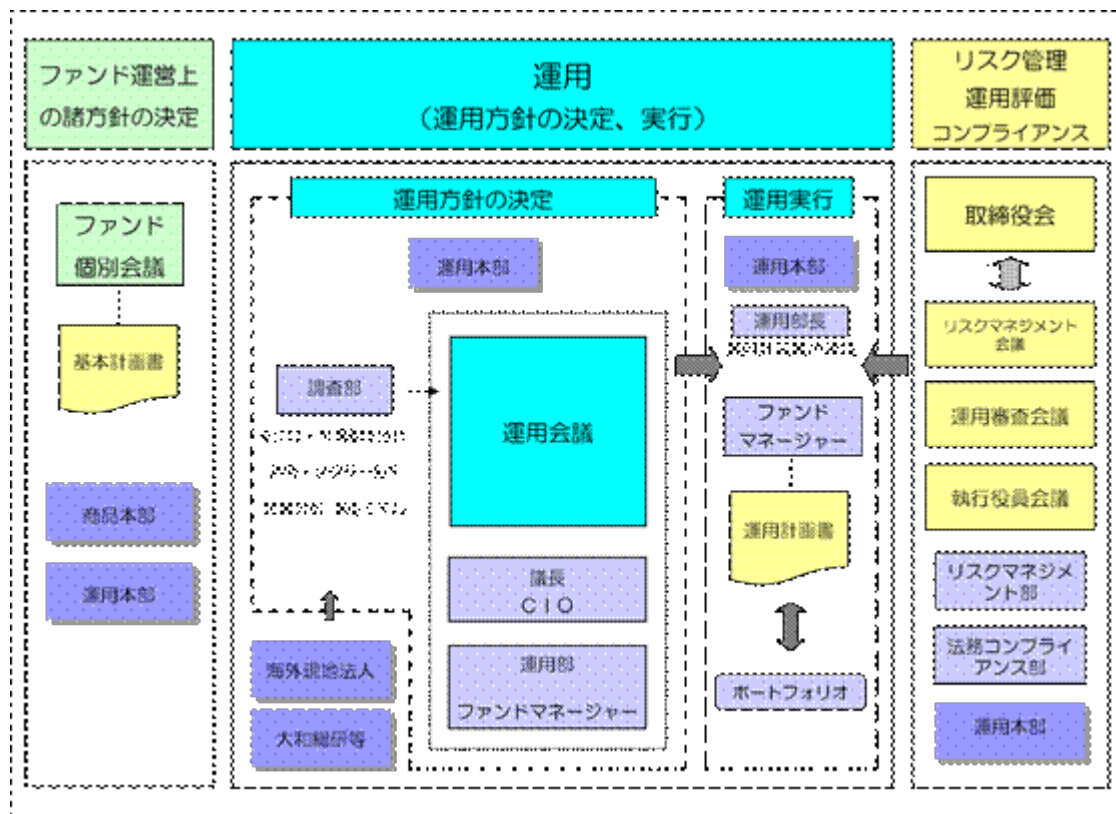 ファンド運営上
の諸方針の決定
運用
(運用方針の決定、実行)
リスク管理
運用評価
コンプライアンス
ファンド
個別会議
基本計画書
商品本部
運用本部
運用方針の決定
運用本部
調査部
運用会議
議長
CIO
運用部
ファンドマネージャー
海外現地法人
大和総研等
運用実行
運用本部
運用部長
ファンド
マネージャー
運用計画書
ポートフォリオ
取締役会
リスクマネジメント
会議
運用審査会議
執行役員会議
リスクマネジメ
ント部
法務コンプライ
アンス部
運用本部